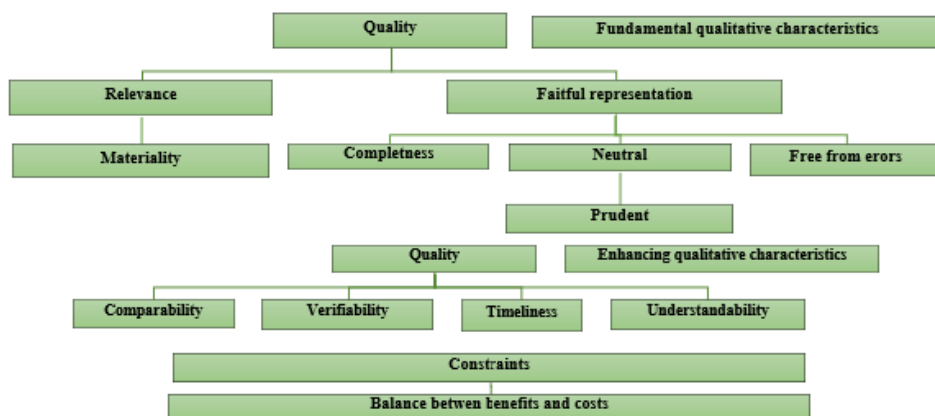 Quality
Fundamental qualitative characteristics
Relevance
Faitful representation
Materiality
Completness
Neutral
Free from erors
Prudent
Quality
Enhancing qualitative characteristics
Comparability
Verifiability
Timeliness
Understandability
Constraints
Balance betwen benefits and costs